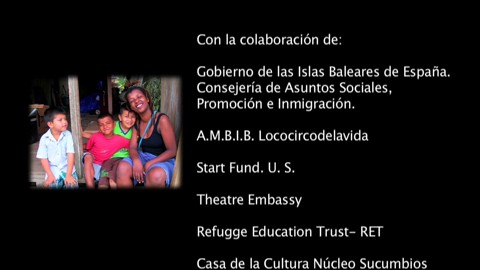 Con la colaboración de:
Gobierno de las Islas Baleares de España.
Consejería de Asuntos Sociales,
Promoción e Inmigración.
A.M.B.I.B. Lococircodelavida
Start Fund. U. S.
Theatre Embassy
Refugge Education Trust- RET
Casa de la Cultura Núcleo Sucumbios